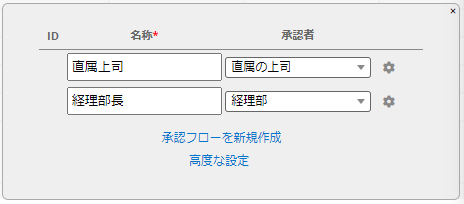 ×
ID 名称* 承認者
直属上司 直属の上司
経理部長 経理部
承認フローを新規作成
高度な設定